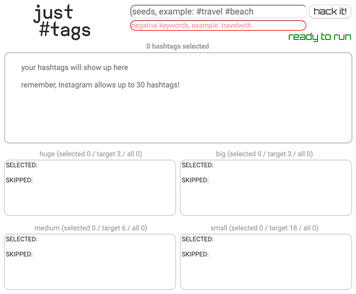 just
#tags
seeds, example: #travel #beach
hack it!
negative keywords, example: travelwith
ready to run
0 hashtags selected
your hashtags will show up here
remember, Instagram allows up to 30 hashtags!
huge (selected 0 / target 3 / all 0)
big (selected 0 / target 3 / all 0)
SELECTED:
SKIPPED:
SELECTED:
SKIPPED:
medium (selected 0 / target 6 / all 0)
small (selected 0 / target 18 / all 0)
SELECTED:
SKIPPED:
SELECTED:
SKIPPED: